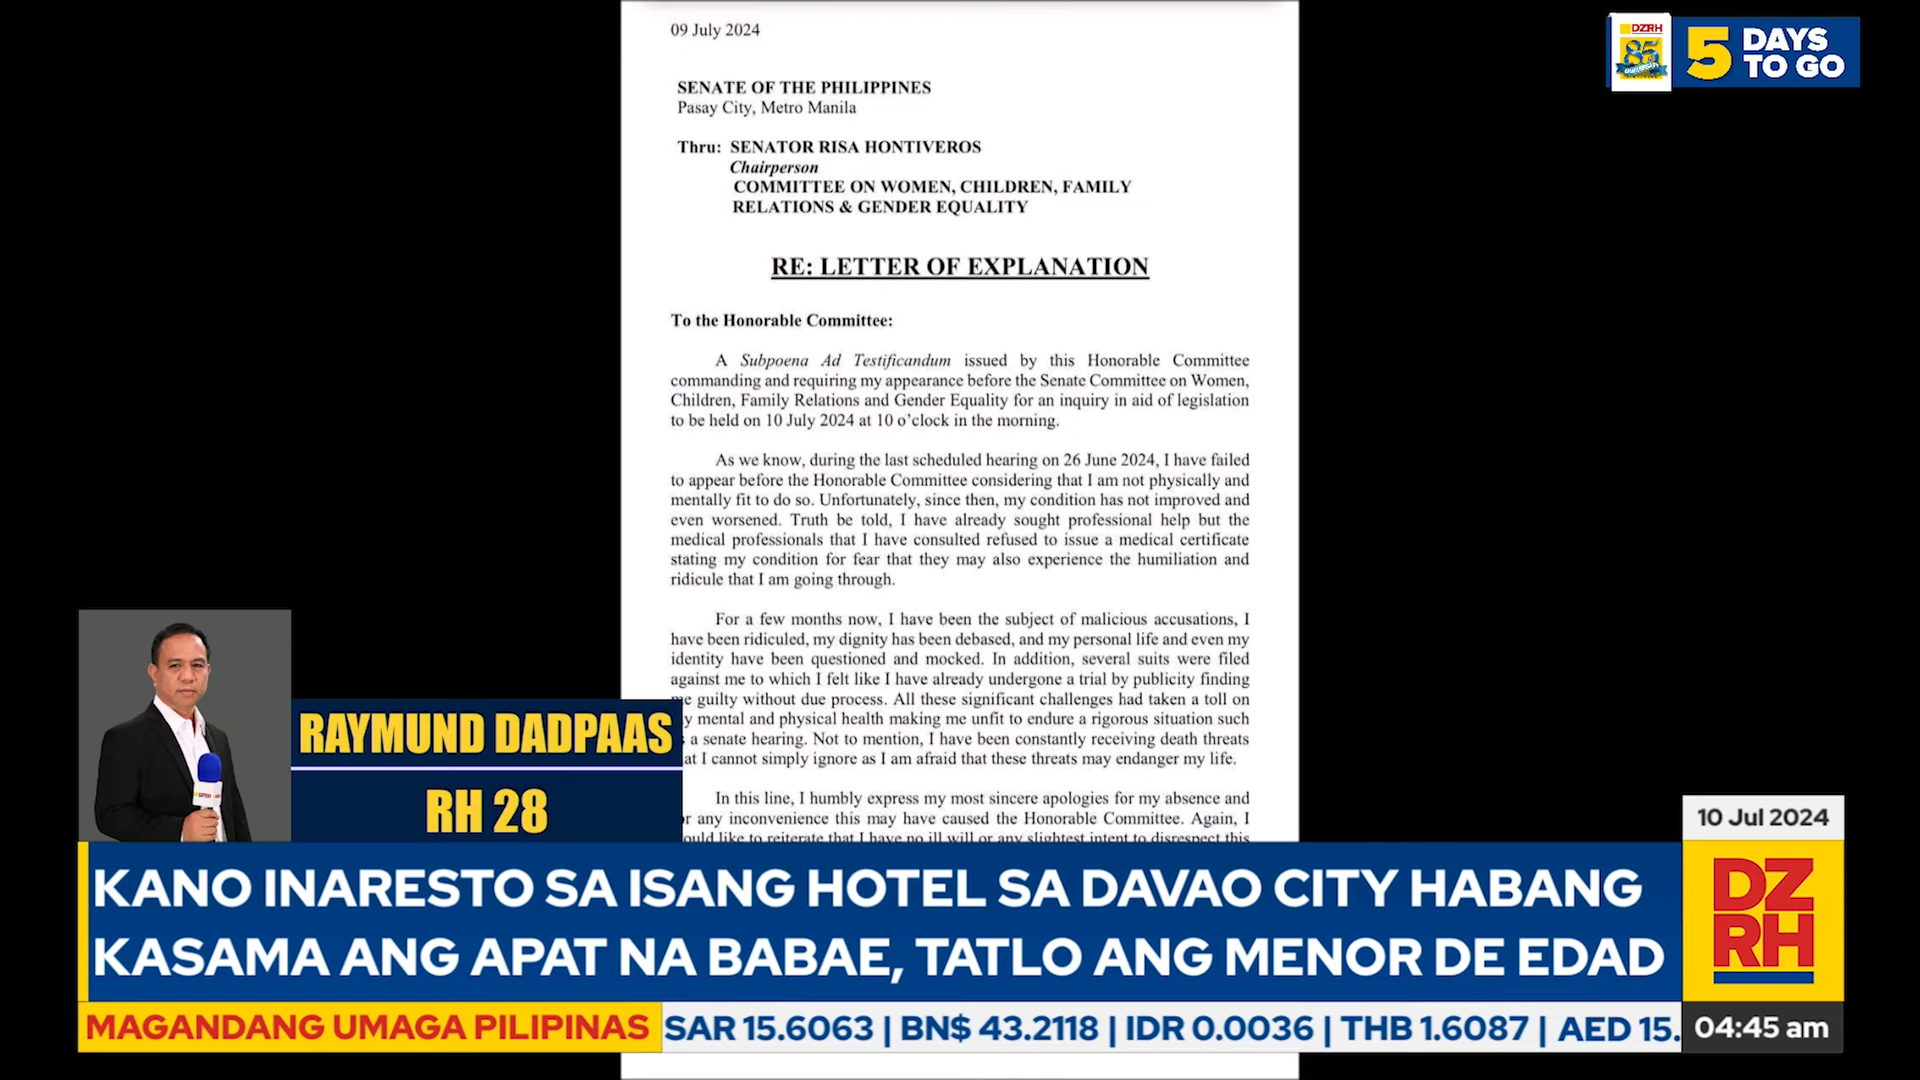 09 July 2024
SENATE OF THE PHILIPPINES
Pasay City, Metro Manila
Thru: SENATOR RISA HONTIVEROS
Chairperson
COMMITTEE ON WOMEN, CHILDREN, FAMILY
RELATIONS & GENDER EQUALITY
RE: LETTER OF EXPLANATION
To the Honorable Committee:
A Subpoena Ad Testificandum issued by this Honorable Committee
commanding and requiring my appearance before the Senate Committee on Women,
Children, Family Relations and Gender Equality for an inquiry in aid of legislation
to be held on 10 July 2024 at 10 o’clock in the morning.
As we know, during the last scheduled hearing on 26 June 2024, I have failed
to appear before the Honorable Committee considering that I am not physically and
mentally fit to do so. Unfortunately, since then, my condition has not improved and
even worsened. Truth be told, I have already sought professional help but the
medical professionals that I have consulted refused to issue a medical certificate
stating my condition for fear that they may also experience the humiliation and
ridicule that I am going through.
For a few months now, I have been the subject of malicious accusations, I
have been ridiculed, my dignity has been debased, and my personal life and even my
identity have been questioned and mocked. In addition, several suits were filed
against me to which I felt like I have already undergone a trial by publicity finding
guilty without due process. All these significant challenges had taken a toll on
mental and physical health making me unfit to endure a rigorous situation such
a senate hearing. Not to mention, I have been constantly receiving death threats
I cannot simply ignore as I am afraid that these threats may endanger my life.
In this line, I humbly express my most sincere apologies for my absence and
any inconvenience this may have caused the Honorable Committee. Again, I
like to reiterate that I have no ill will or any slightest intent to disrespect this
DZRH
85
5 DAYS
TO GO
RAYMUND DADPAAS
RH 28
KANO INARESTO SA ISANG HOTEL SA DAVAO CITY HABANG
KASAMA ANG APAT NA BABAE, TATLO ANG MENOR DE EDAD
MAGANDANG UMAGA PILIPINAS
SAR 15.6063 | BN$ 43.2118 | IDR 0.0036 | THB 1.6087 | AED 15.
10 Jul 2024
DZ
RH
04:45 am